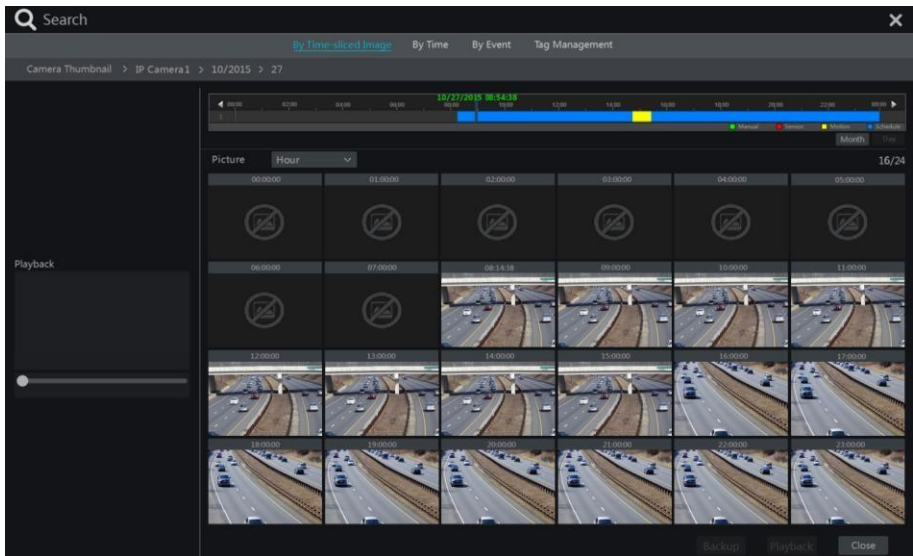 Search
By Time-sliced Image By Time By Event Tag Management
Camera Thumbnail > IP Camera1 > 10/2015 > 27
10/27/2015 08:54:38
00:00 02:00 04:00 06:00 08:00 10:00 12:00 14:00 16:00 18:00 20:00 22:00 00:00
1
Manual Sensor Motion Schedule
Month Day
Picture Hour 16/24
00:00:00 01:00:00 02:00:00 03:00:00 04:00:00 05:00:00
Playback
06:00:00 07:00:00 08:14:38 09:00:00 10:00:00 11:00:00
12:00:00 13:00:00 14:00:00 15:00:00 16:00:00 17:00:00
18:00:00 19:00:00 20:00:00 21:00:00 22:00:00 23:00:00
Backup Playback Close